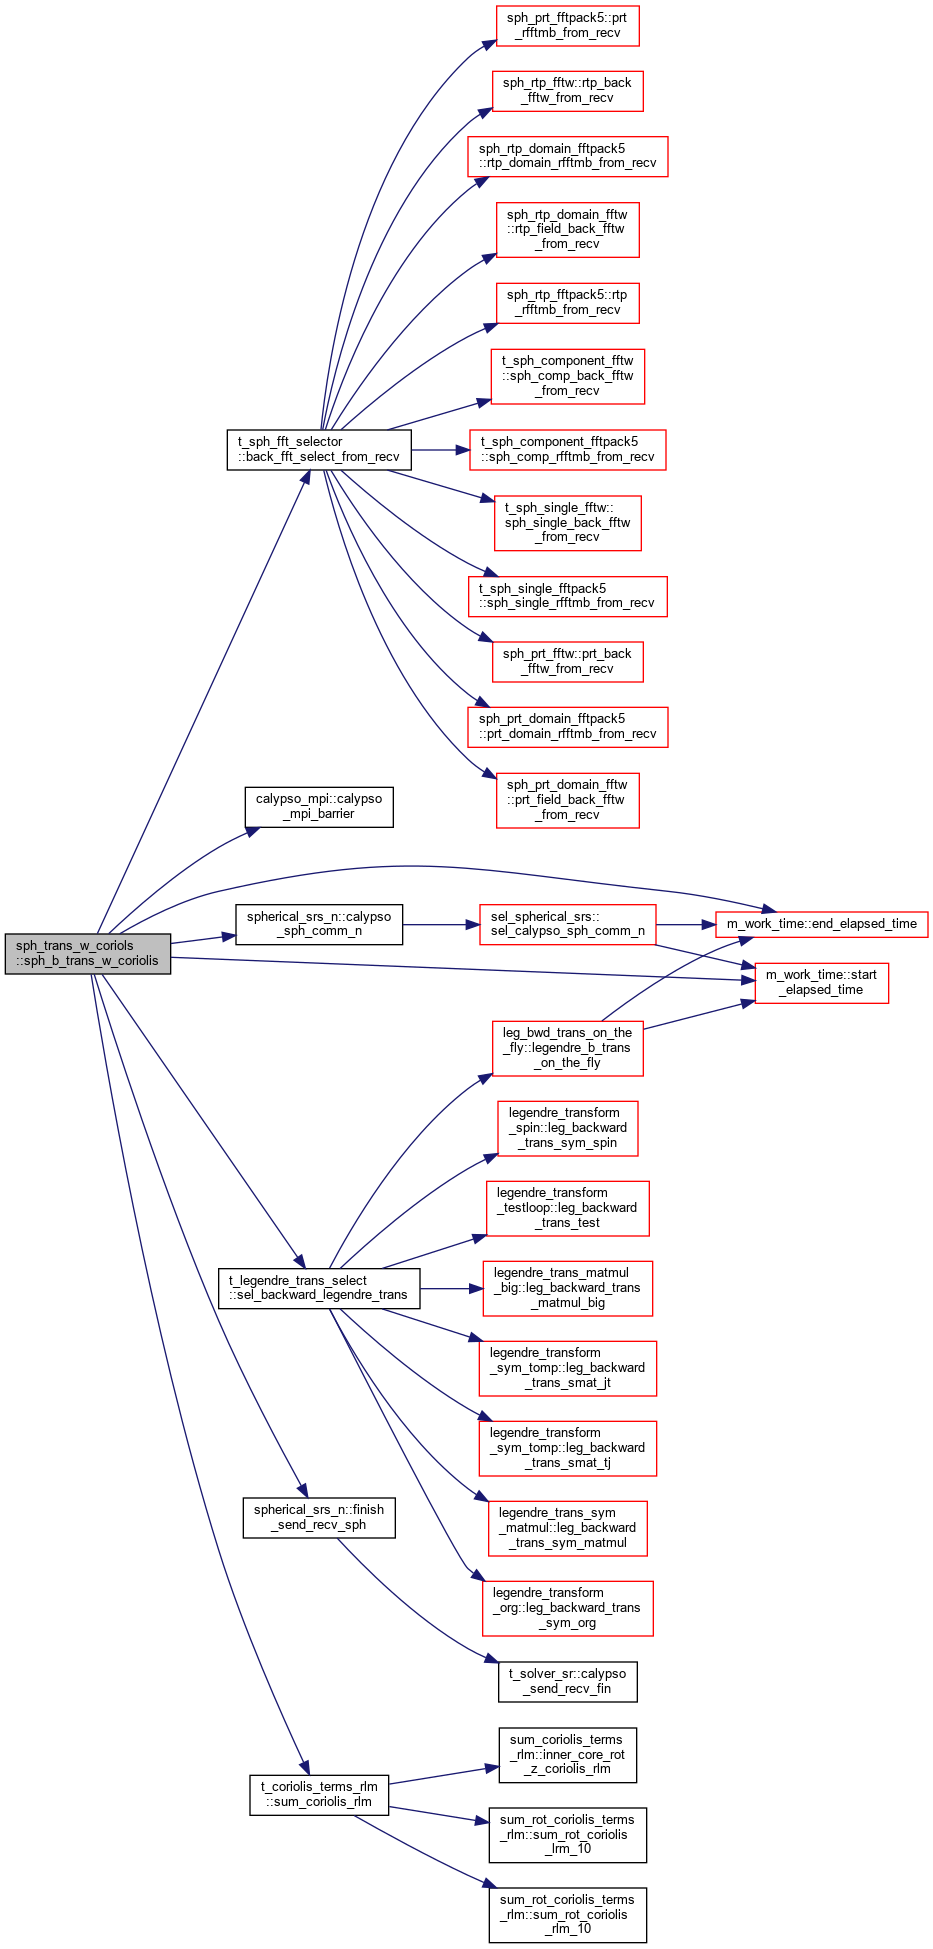 sph_prt_fftpack5::prt
_rfftmb_from_recv
sph_rtp_fftw::rtp_back
_fftw_from_recv
sph_rtp_domain_fftpack5
::rtp_domain_rfftmb_from_recv
sph_rtp_domain_fftw
::rtp_field_back_fftw
_from_recv
sph_rtp_fftpack5::rtp
_rfftmb_from_recv
t_sph_component_fftw
::sph_comp_back_fftw
_from_recv
t_sph_fft_selector
::back_fft_select_from_recv
t_sph_component_fftpack5
::sph_comp_rfftmb_from_recv
t_sph_single_fftw::
sph_single_back_fftw
_from_recv
t_sph_single_fftpack5
::sph_single_rfftmb_from_recv
sph_prt_fftw::prt_back
_fftw_from_recv
sph_prt_domain_fftpack5
::prt_domain_rfftmb_from_recv
sph_prt_domain_fftw
::prt_field_back_fftw
_from_recv
calypso_mpi::calypso
_mpi_barrier
sph_trans_w_coriols
::sph_b_trans_w_coriolis
spherical_srs_n::calypso
_sph_comm_n
sel_spherical_srs::
sel_calypso_sph_comm_n
m_work_time::end_elapsed_time
m_work_time::start
_elapsed_time
leg_bwd_trans_on_the
_fly::legendre_b_trans
_on_the_fly
legendre_transform
_spin::leg_backward
_trans_sym_spin
legendre_transform
_testloop::leg_backward
_trans_test
t_legendre_trans_select
::sel_backward_legendre_trans
legendre_trans_matmul
_big::leg_backward_trans
_matmul_big
legendre_transform
_sym_tomp::leg_backward
_trans_smat_jt
legendre_transform
_sym_tomp::leg_backward
_trans_smat_tj
legendre_trans_sym
_matmul::leg_backward
_trans_sym_matmul
spherical_srs_n::finish
_send_recv_sph
legendre_transform
_org::leg_backward_trans
_sym_org
t_solver_sr::calypso
_send_recv_fin
sum_coriolis_terms
_rlm::inner_core_rot
_z_coriolis_rlm
t_coriolis_terms_rlm
::sum_coriolis_rlm
sum_rot_coriolis_terms
_rlm::sum_rot_coriolis
_lrm_10
sum_rot_coriolis_terms
_rlm::sum_rot_coriolis
_rlm_10